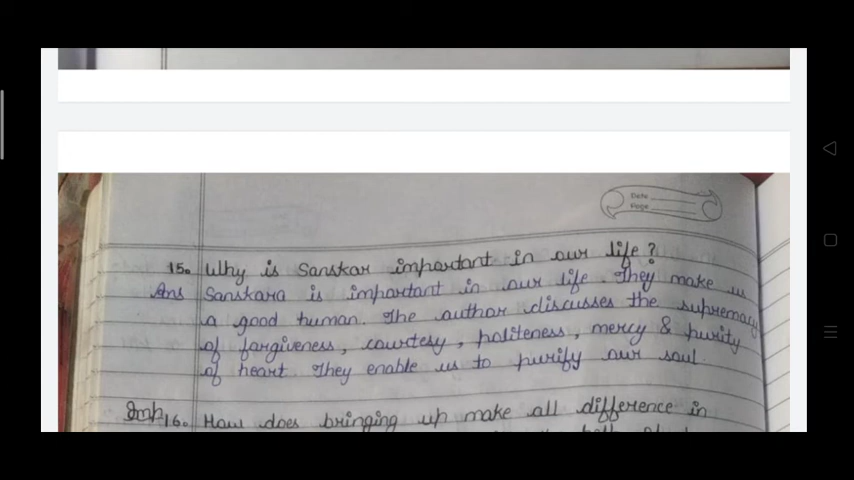 Date
Page
15. Why is Sanskar important in our life?
Ans Sanskara is important in our life. They make us
a good human. The author discusses the supremacy
of forgiveness, courtesy, politeness, mercy & purity
of heart They enable us to purify our soul.
Imp 16. How does bringing up make all difference in